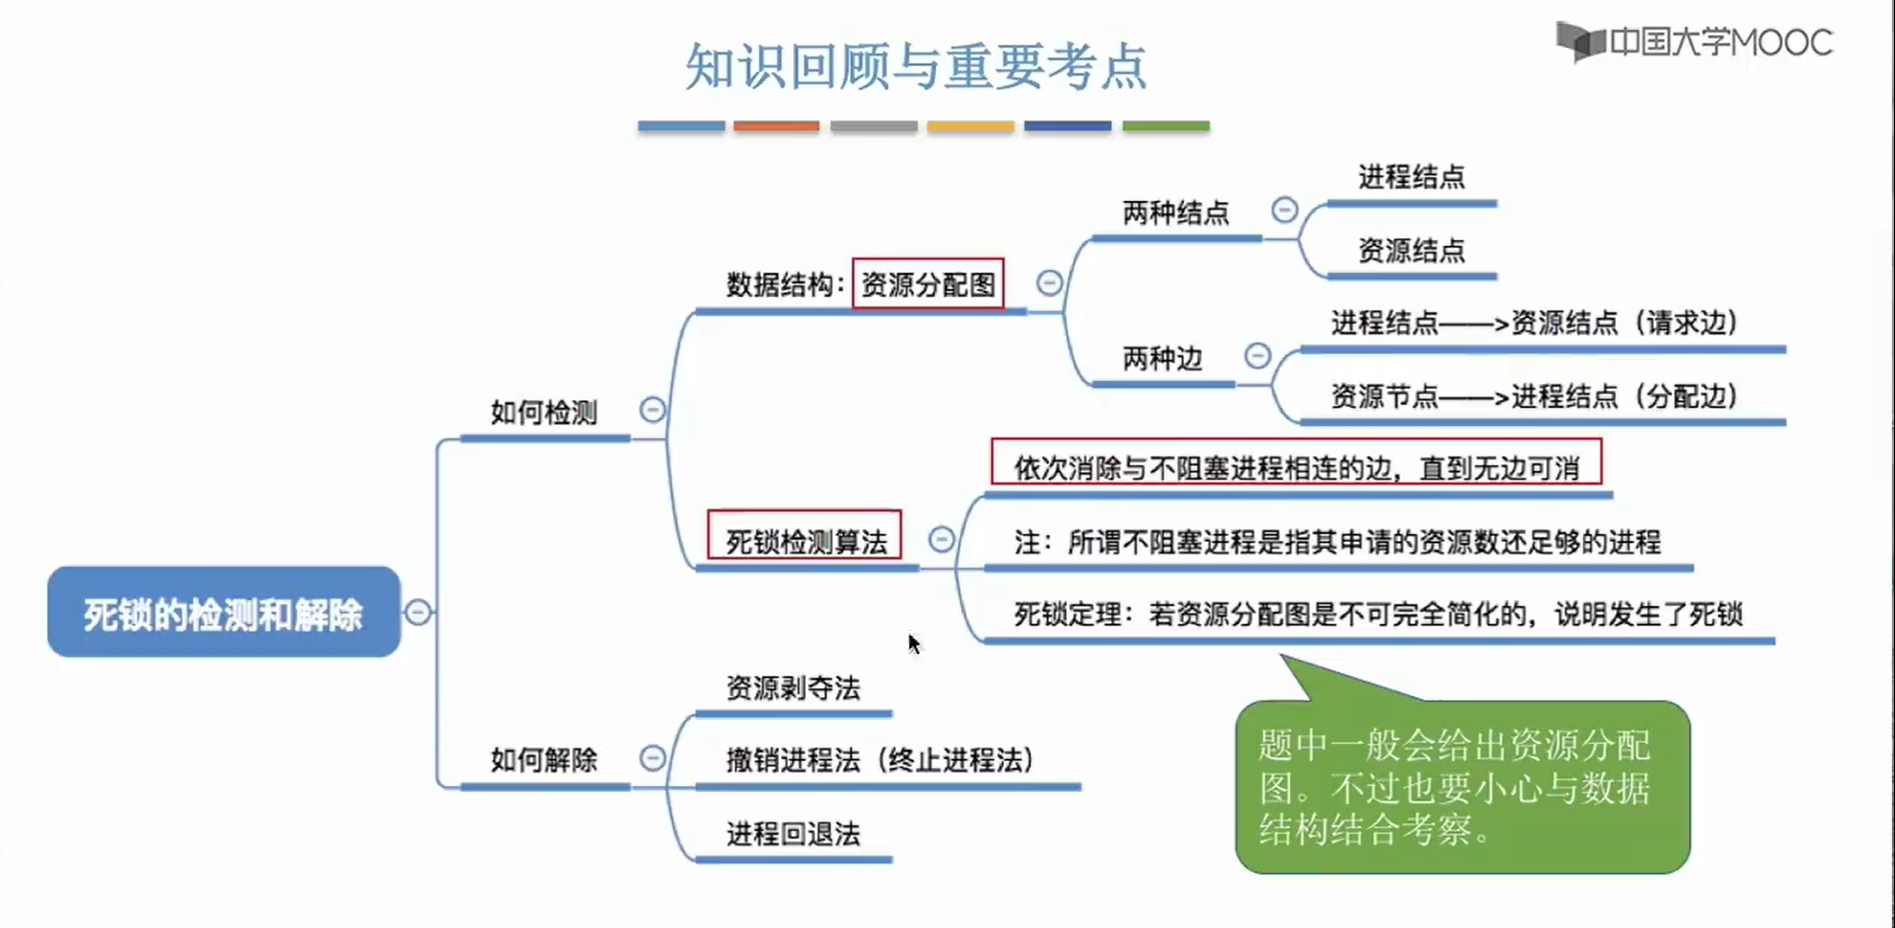 中国大学MOOC
知识回顾与重要考点
进程结点
两种结点
资源结点
数据结构：资源分配图
进程结点——>资源结点（请求边）
两种边
资源节点——>进程结点（分配边）
如何检测
依次消除与不阻塞进程相连的边，直到无边可消
死锁检测算法
注：所谓不阻塞进程是指其申请的资源数还足够的进程
死锁定理：若资源分配图是不可完全简化的，说明发生了死锁
死锁的检测和解除
资源剥夺法
如何解除
撤销进程法（终止进程法）
进程回退法
题中一般会给出资源分配
图。不过也要小心与数据
结构结合考察。